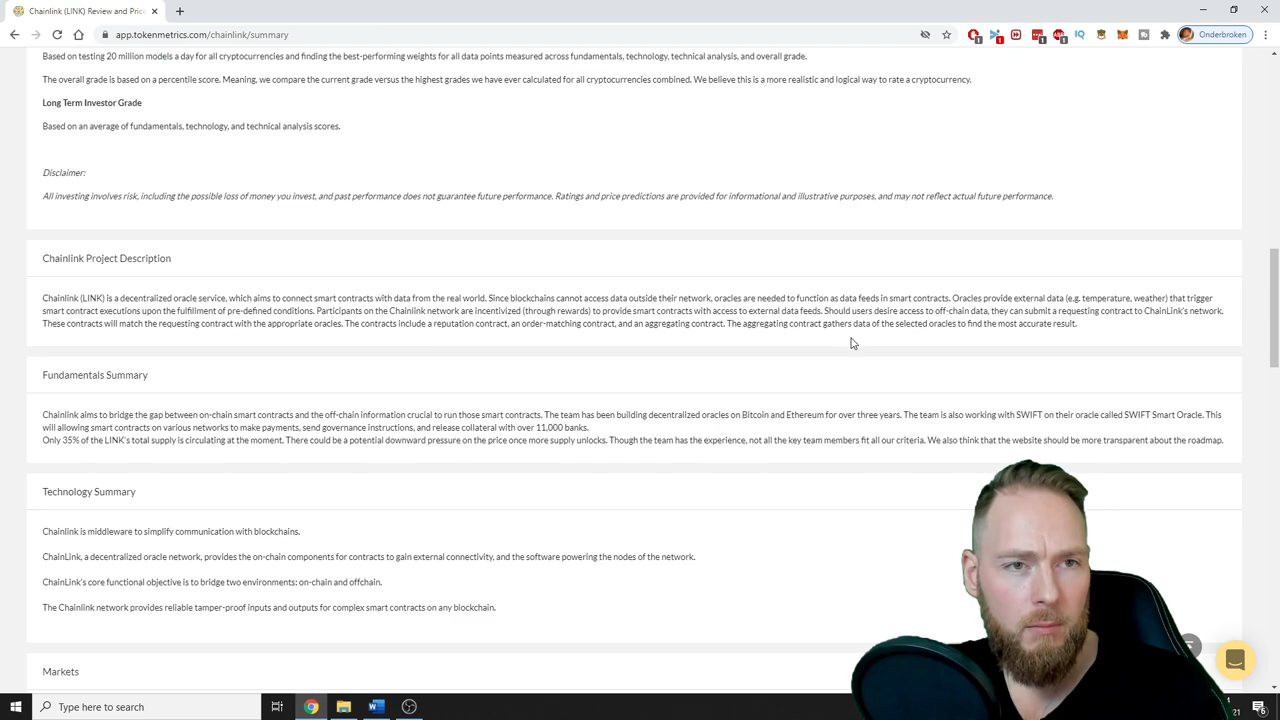 Chainlink (LINK) Review and Price
app.tokenmetrics.com/chainlink/summary
Onderbroken
Based on testing 20 million models a day for all cryptocurrencies and finding the best-performing weights for all data points measured across fundamentals, technology, technical analysis, and overall grade.
The overall grade is based on a percentile score. Meaning, we compare the current grade versus the highest grades we have ever calculated for all cryptocurrencies combined. We believe this is a more realistic and logical way to rate a cryptocurrency.
Long Term Investor Grade
Based on an average of fundamentals, technology, and technical analysis scores.
Disclaimer:
All investing involves risk, including the possible loss of money you invest, and past performance does not guarantee future performance. Ratings and price predictions are provided for informational and illustrative purposes, and may not reflect actual future performance.
Chainlink Project Description
Chainlink (LINK) is a decentralized oracle service, which aims to connect smart contracts with data from the real world. Since blockchains cannot access data outside their network, oracles are needed to function as data feeds in smart contracts. Oracles provide external data (e.g. temperature, weather) that trigger
smart contract executions upon the fulfillment of pre-defined conditions. Participants on the Chainlink network are incentivized (through rewards) to provide smart contracts with access to external data feeds. Should users desire access to off-chain data, they can submit a requesting contract to ChainLink's network.
These contracts will match the requesting contract with the appropriate oracles. The contracts include a reputation contract, an order-matching contract, and an aggregating contract. The aggregating contract gathers data of the selected oracles to find the most accurate result.
Fundamentals Summary
Chainlink aims to bridge the gap between on-chain smart contracts and the off-chain information crucial to run those smart contracts. The team has been building decentralized oracles on Bitcoin and Ethereum for over three years. The team is also working with SWIFT on their oracle called SWIFT Smart Oracle. This
will allowing smart contracts on various networks to make payments, send governance instructions, and release collateral with over 11,000 banks.
Only 35% of the LINK's total supply is circulating at the moment. There could be a potential downward pressure on the price once more supply unlocks. Though the team has the experience, not all the key team members fit all our criteria. We also think that the website should be more transparent about the roadmap.
Technology Summary
Chainlink is middleware to simplify communication with blockchains.
ChainLink, a decentralized oracle network, provides the on-chain components for contracts to gain external connectivity, and the software powering the nodes of the network.
ChainLink's core functional objective is to bridge two environments: on-chain and offchain.
The Chainlink network provides reliable tamper-proof inputs and outputs for complex smart contracts on any blockchain.
Markets
Type here to search